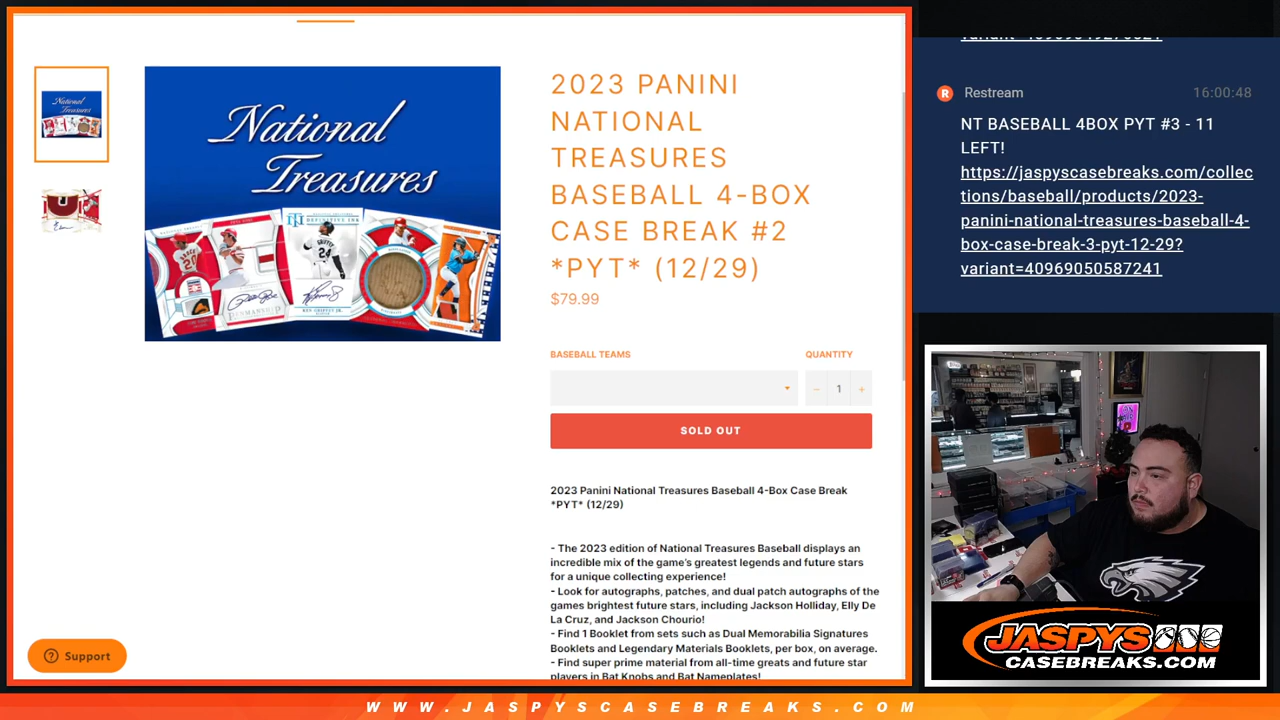 National
Treasures
2023 PANINI
NATIONAL
TREASURES
BASEBALL 4-BOX
CASE BREAK #2
*PYT* (12/29)
$79.99
BASEBALL TEAMS
QUANTITY
− 1 +
SOLD OUT
2023 Panini National Treasures Baseball 4-Box Case Break
*PYT* (12/29)
- The 2023 edition of National Treasures Baseball displays an
incredible mix of the game's greatest legends and future stars
for a unique collecting experience!
- Look for autographs, patches, and dual patch autographs of the
games brightest future stars, including Jackson Holliday, Elly De
La Cruz, and Jackson Chourio!
- Find 1 Booklet from sets such as Dual Memorabilia Signatures
Booklets and Legendary Materials Booklets, per box, on average.
- Find super prime material from all-time greats and future star
players in Bat Knobs and Bat Nameplates!
Support
R Restream 16:00:48
NT BASEBALL 4BOX PYT #3 - 11
LEFT!
https://jaspyscasebreaks.com/collec
tions/baseball/products/2023-
panini-national-treasures-baseball-4-
box-case-break-3-pyt-12-29?
variant=40969050587241
JASPYS
CASEBREAKS.COM
WWW.JASPYSCASEBREAKS.COM